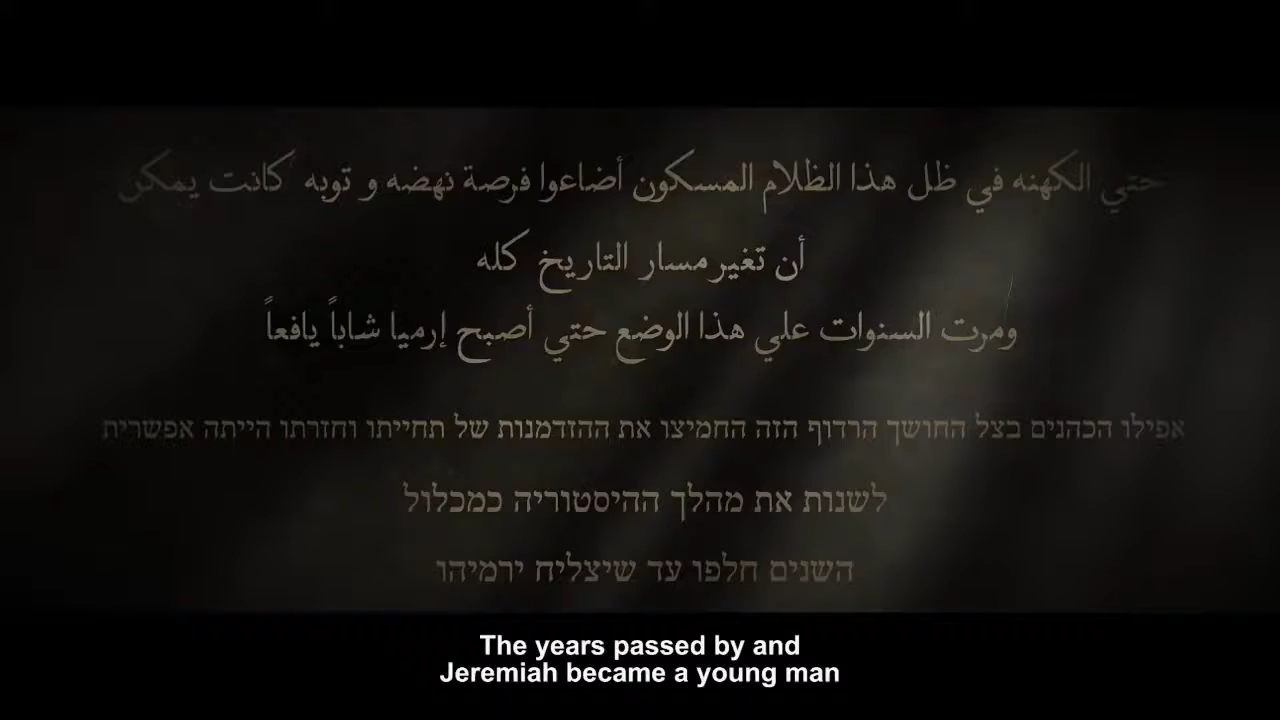 حتي الكهنه في ظل هذا الظلام المسكون أضاعوا فرصة نهضه و توبه كانت يمكن
أن تغير مسار التاريخ كله
ومرت السنوات علي هذا الوضع حتي أصبح إرميا شاباً يافعاً
אפילו הכהנים בצל החושך הרדוף הזה החמיצו את ההזדמנות של תחייתו וחזרתו הייתה אפשרית
לשנות את מהלך ההיסטוריה כמכלול
השנים חלפו עד שיצליח ירמיהו
The years passed by and
Jeremiah became a young man